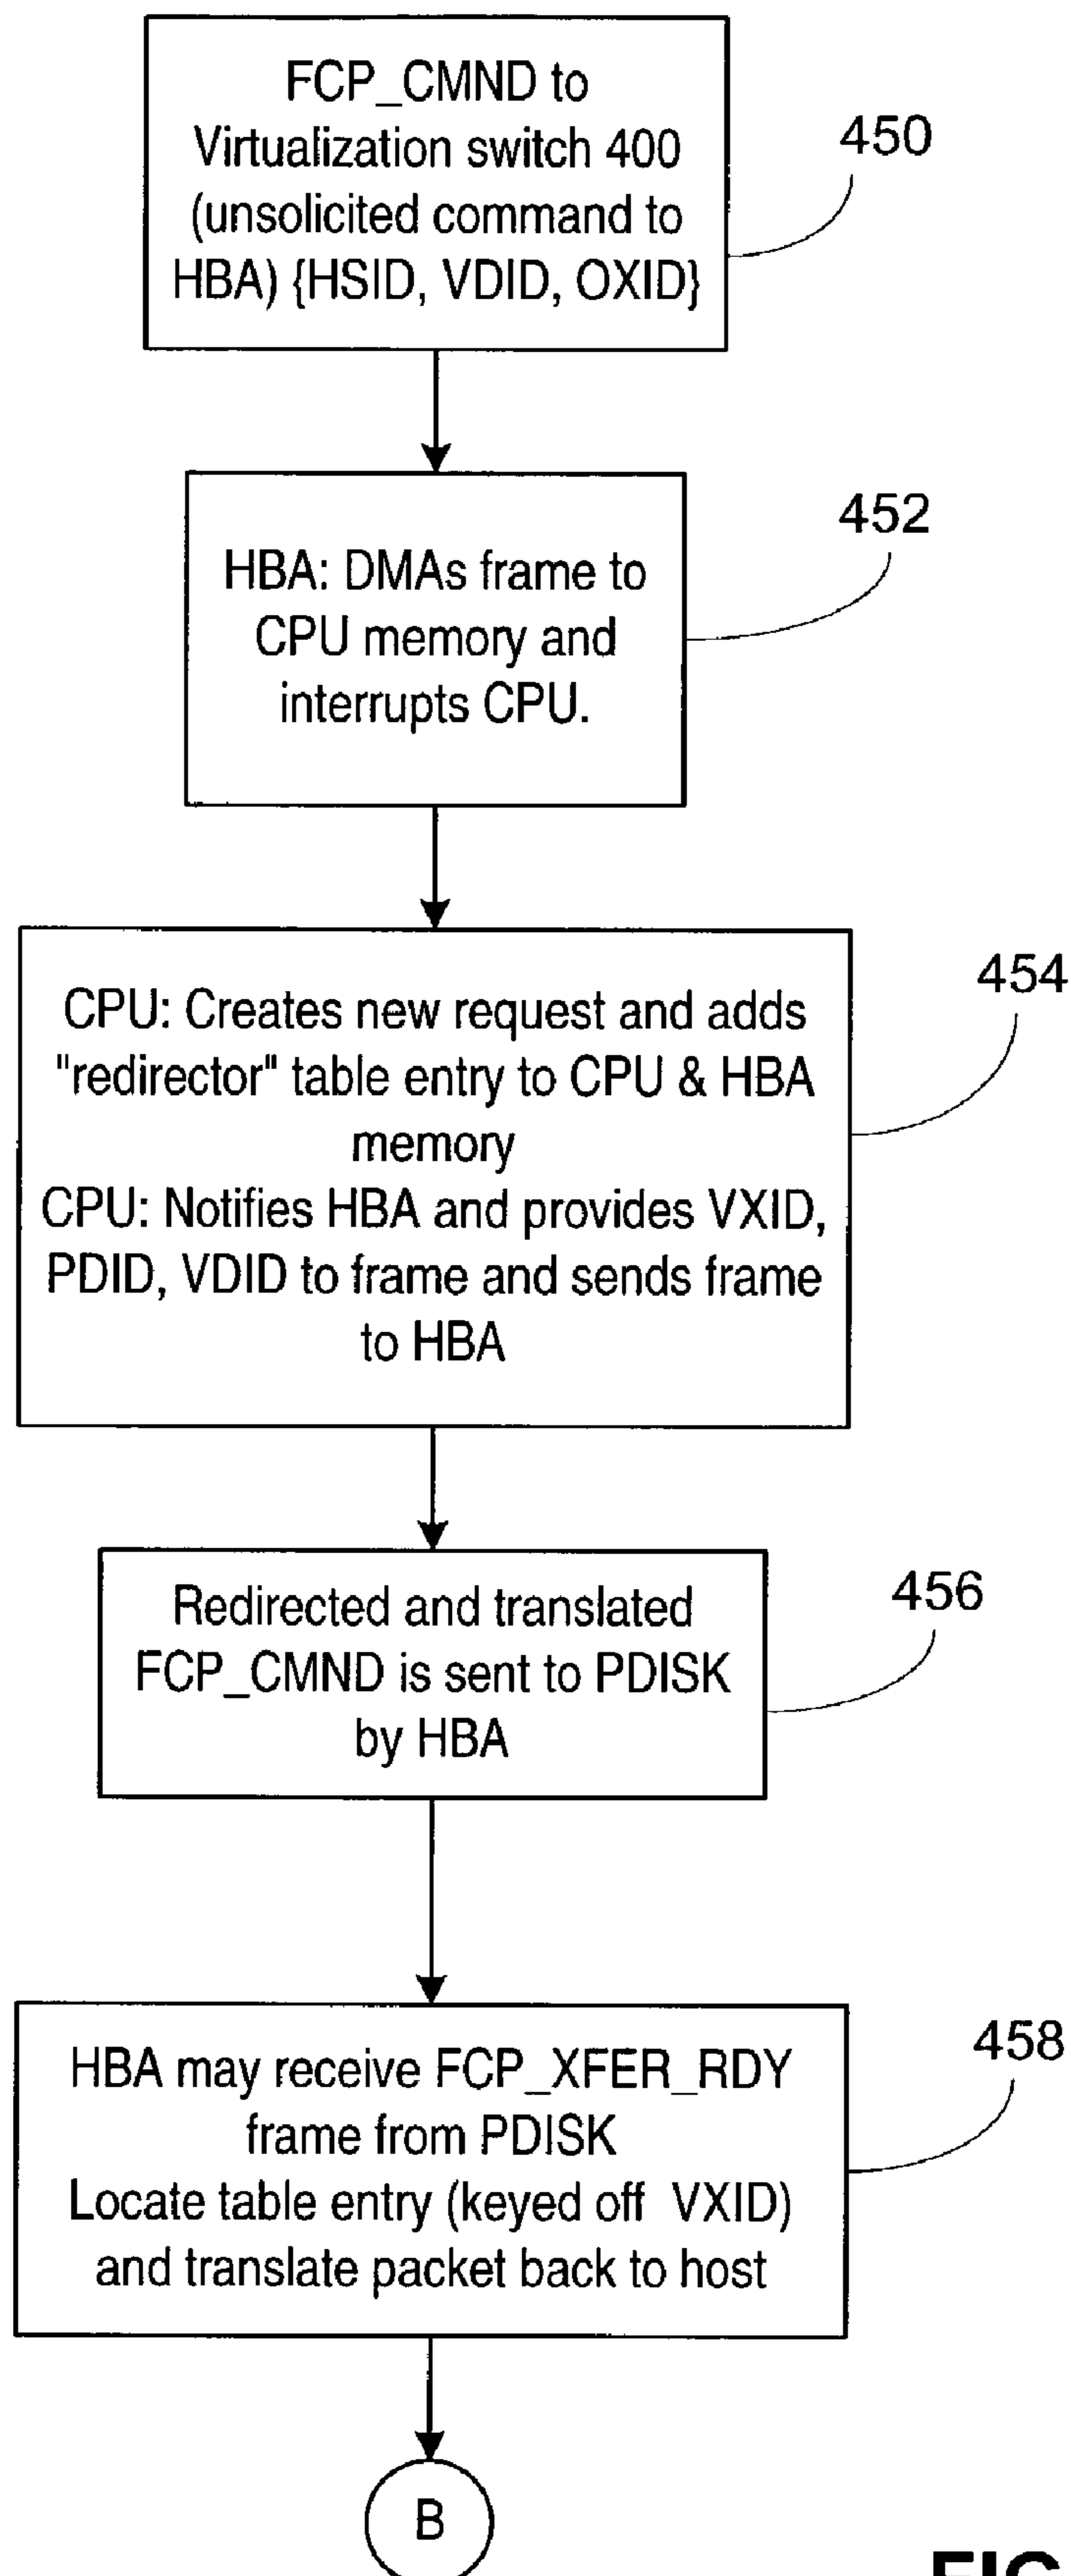 FCP_CMND to
Virtualization switch 400
(unsolicited command to
HBA) {HSID, VDID, OXID}
450
HBA: DMAs frame to
CPU memory and
interrupts CPU.
452
CPU: Creates new request and adds
"redirector" table entry to CPU & HBA
memory
CPU: Notifies HBA and provides VXID,
PDID, VDID to frame and sends frame
to HBA
454
Redirected and translated
FCP_CMND is sent to PDISK
by HBA
456
HBA may receive FCP_XFER_RDY
frame from PDISK
Locate table entry (keyed off VXID)
and translate packet back to host
458
B
FIG